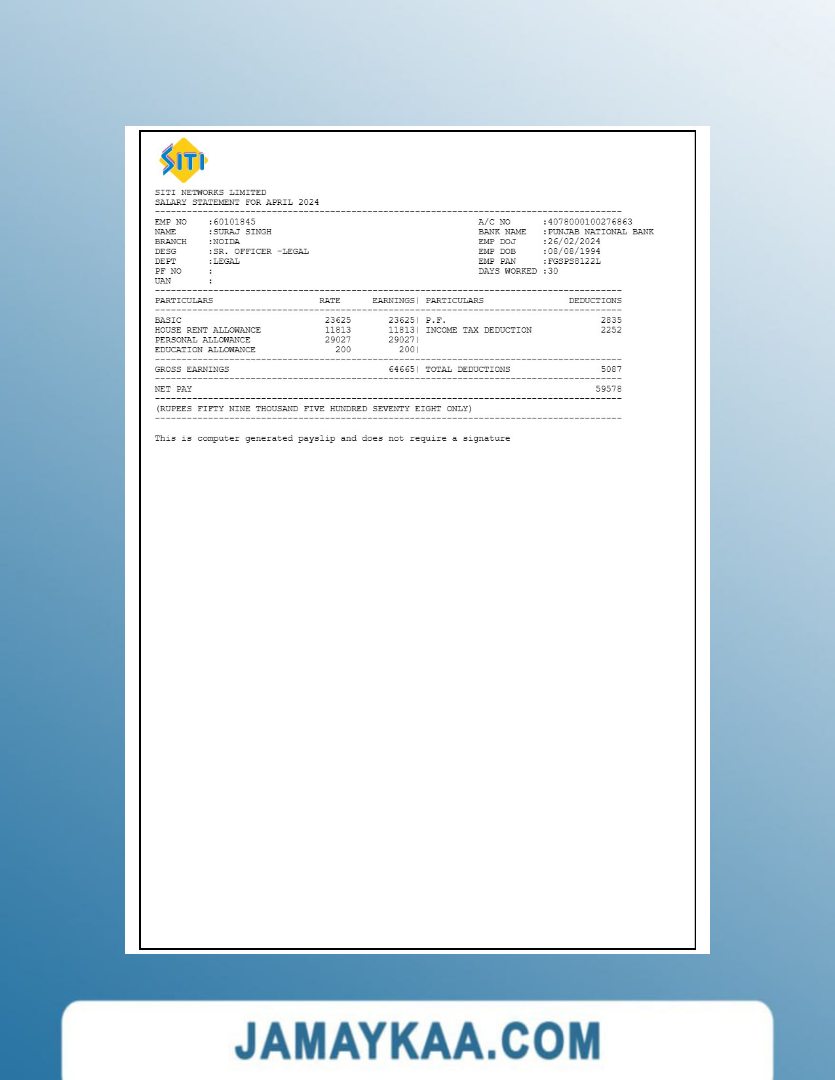 SITI
SITI NETWORKS LIMITED
SALARY STATEMENT FOR APRIL 2024
EMP NO :60101845 A/C NO :4078000100276863
NAME :SURAJ SINGH BANK NAME :PUNJAB NATIONAL BANK
BRANCH :NOIDA EMP DOJ :26/02/2024
DESG :SR. OFFICER -LEGAL EMP DOB :08/08/1994
DEPT :LEGAL EMP PAN :FGSPS8122L
PF NO : DAYS WORKED :30
UAN :
PARTICULARS RATE EARNINGS| PARTICULARS DEDUCTIONS
BASIC 23625 23625| P.F. 2835
HOUSE RENT ALLOWANCE 11813 11813| INCOME TAX DEDUCTION 2252
PERSONAL ALLOWANCE 29027 29027|
EDUCATION ALLOWANCE 200 200|
GROSS EARNINGS 64665| TOTAL DEDUCTIONS 5087
NET PAY 59578
(RUPEES FIFTY NINE THOUSAND FIVE HUNDRED SEVENTY EIGHT ONLY)
This is computer generated payslip and does not require a signature
JAMAYKAA.COM